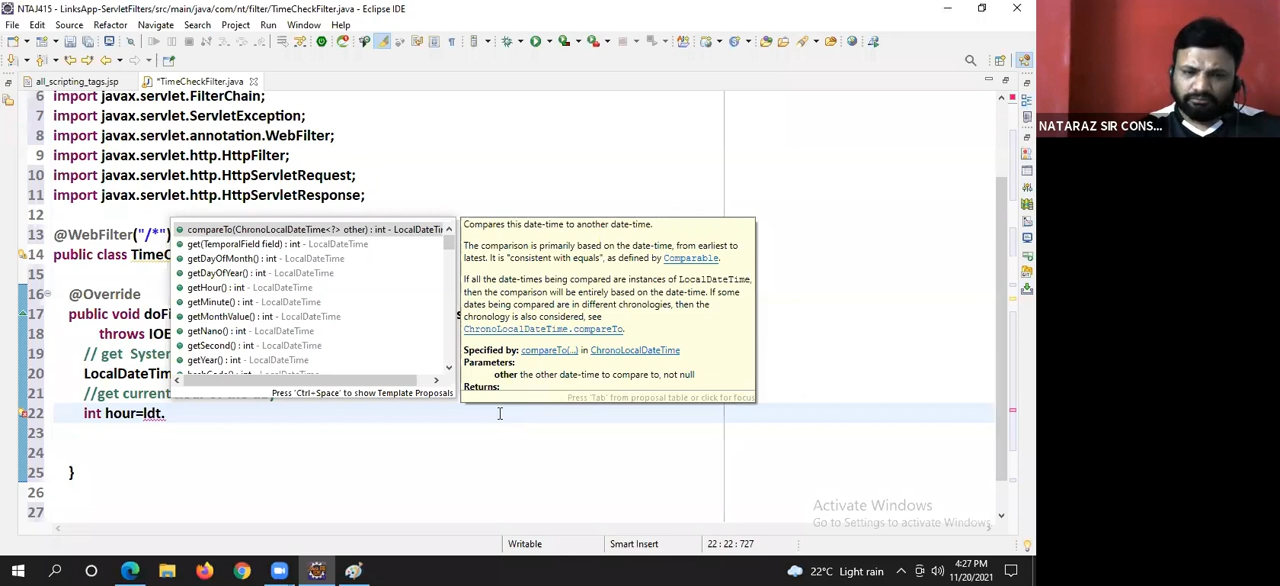 NTAJ415 - LinksApp-ServletFilters/src/main/java/com/nt/filter/TimeCheckFilter.java - Eclipse IDE
File Edit Source Refactor Navigate Search Project Run Window Help
all_scripting_tags.jsp *TimeCheckFilter.java
6 import javax.servlet.FilterChain;
7 import javax.servlet.ServletException;
8 import javax.servlet.annotation.WebFilter;
9 import javax.servlet.http.HttpFilter;
10 import javax.servlet.http.HttpServletRequest;
11 import javax.servlet.http.HttpServletResponse;
12
13 @WebFilter("/*")
14 public class TimeC
15
16 @Override
17 public void doFi
18 throws IOE
19 // get Syster
20 LocalDateTim
21 //get current
22 int hour=ldt.
23
24
25 }
26
27
compareTo(ChronoLocalDateTime<?> other) : int - LocalDateTir
get(TemporalField field) : int - LocalDateTime
getDayOfMonth() : int - LocalDateTime
getDayOfYear() : int - LocalDateTime
getHour() : int - LocalDateTime
getMinute() : int - LocalDateTime
getMonthValue() : int - LocalDateTime
getNano() : int - LocalDateTime
getSecond() : int - LocalDateTime
getYear() : int - LocalDateTime
Press 'Ctrl+Space' to show Template Proposals
Compares this date-time to another date-time.
The comparison is primarily based on the date-time, from earliest to
latest. It is "consistent with equals", as defined by Comparable.
If all the date-times being compared are instances of LocalDateTime,
then the comparison will be entirely based on the date-time. If some
dates being compared are in different chronologies, then the
chronology is also considered, see
ChronoLocalDateTime.compareTo.
Specified by: compareTo(...) in ChronoLocalDateTime
Parameters:
other the other date-time to compare to, not null
Returns:
Press 'Tab' from proposal table or click for focus
NATARAZ SIR CONS...
Activate Windows
Go to Settings to activate Windows.
Writable Smart Insert 22 : 22 : 727
22°C Light rain 4:27 PM
11/20/2021